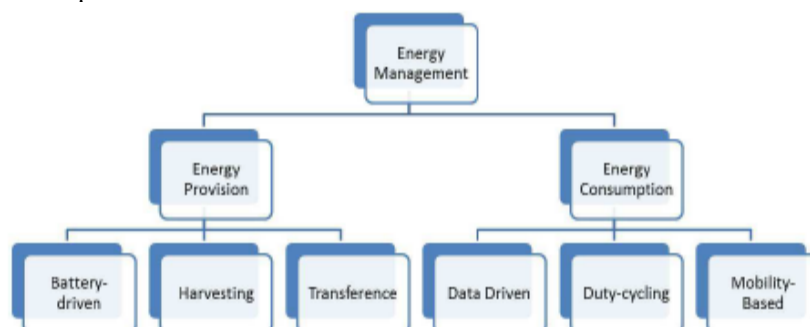 Energy
Management
Energy
Provision
Energy
Consumption
Battery-
driven
Harvesting
Transference
Data Driven
Duty-cycling
Mobility-
Based